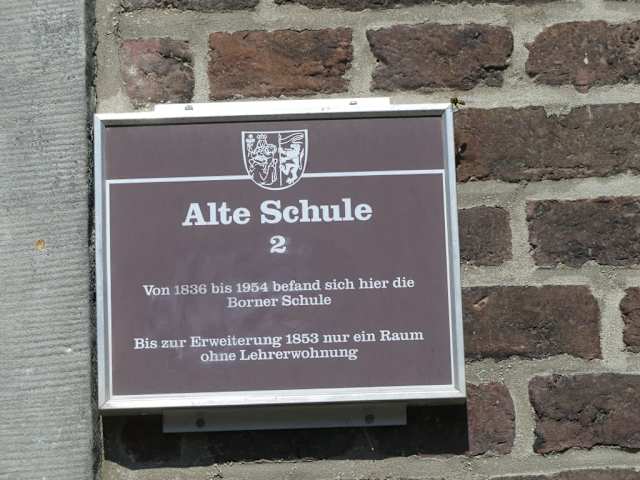 Alte Schule
2
Von 1836 bis 1954 befand sich hier die
Borner Schule
Bis zur Erweiterung 1853 nur ein Raum
ohne Lehrerwohnung